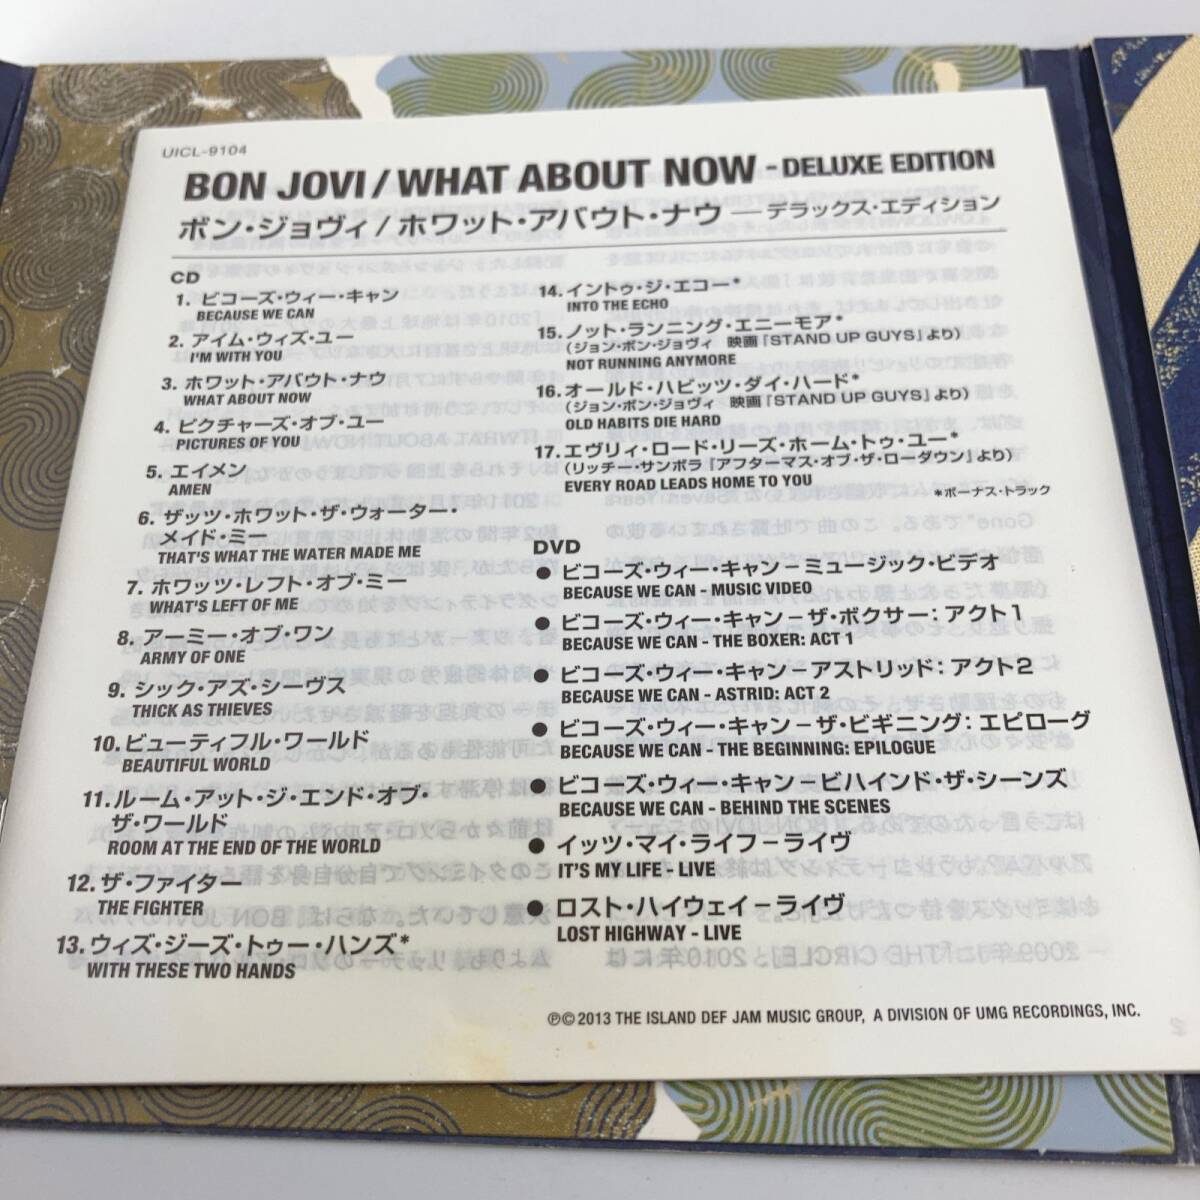 UICL-9104
BON JOVI/WHAT ABOUT NOW - DELUXE EDITION
ボン・ジョヴィ/ホワット・アバウト・ナウ ― デラックス・エディション
CD
1. ビコーズ・ウィー・キャン
BECAUSE WE CAN
2. アイム・ウィズ・ユー
I'M WITH YOU
3. ホワット・アバウト・ナウ
WHAT ABOUT NOW
4. ピクチャーズ・オブ・ユー
PICTURES OF YOU
5. エイメン
AMEN
6. ザッツ・ホワット・ザ・ウォーター・
メイド・ミー
THAT'S WHAT THE WATER MADE ME
7. ホワッツ・レフト・オブ・ミー
WHAT'S LEFT OF ME
8. アーミー・オブ・ワン
ARMY OF ONE
9. シック・アズ・シーヴス
THICK AS THIEVES
10. ビューティフル・ワールド
BEAUTIFUL WORLD
11. ルーム・アット・ジ・エンド・オブ・
ザ・ワールド
ROOM AT THE END OF THE WORLD
12. ザ・ファイター
THE FIGHTER
13. ウィズ・ジーズ・トゥー・ハンズ*
WITH THESE TWO HANDS
14. イントゥ・ジ・エコー*
INTO THE ECHO
15. ノット・ランニング・エニーモア*
(ジョン・ボン・ジョヴィ 映画「STAND UP GUYS」より)
NOT RUNNING ANYMORE
16. オールド・ハビッツ・ダイ・ハード*
(ジョン・ボン・ジョヴィ 映画「STAND UP GUYS」より)
OLD HABITS DIE HARD
17. エヴリィ・ロード・リーズ・ホーム・トゥ・ユー*
(リッチー・サンボラ「アフターマス・オブ・ザ・ローダウン」より)
EVERY ROAD LEADS HOME TO YOU
*ボーナス・トラック
DVD
● ビコーズ・ウィー・キャン－ミュージック・ビデオ
BECAUSE WE CAN - MUSIC VIDEO
● ビコーズ・ウィー・キャン－ザ・ボクサー：アクト1
BECAUSE WE CAN - THE BOXER: ACT 1
● ビコーズ・ウィー・キャン－アストリッド：アクト2
BECAUSE WE CAN - ASTRID: ACT 2
● ビコーズ・ウィー・キャン－ザ・ビギニング：エピローグ
BECAUSE WE CAN - THE BEGINNING: EPILOGUE
● ビコーズ・ウィー・キャン－ビハインド・ザ・シーンズ
BECAUSE WE CAN - BEHIND THE SCENES
● イッツ・マイ・ライフ－ライヴ
IT'S MY LIFE - LIVE
● ロスト・ハイウェイ－ライヴ
LOST HIGHWAY - LIVE
℗©2013 THE ISLAND DEF JAM MUSIC GROUP, A DIVISION OF UMG RECORDINGS, INC.